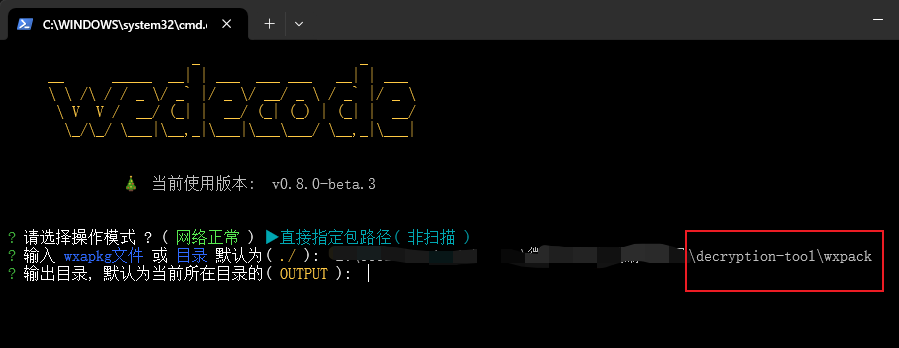 C:\WINDOWS\system32\cmd.
wedecode
当前使用版本: v0.8.0-beta.3
? 请选择操作模式 ? ( 网络正常 ) ▶直接指定包路径( 非扫描 )
? 输入 wxapkg文件 或 目录 默认为( ./ ): \decryption-tool\wxpack
? 输出目录, 默认为当前所在目录的( OUTPUT ):